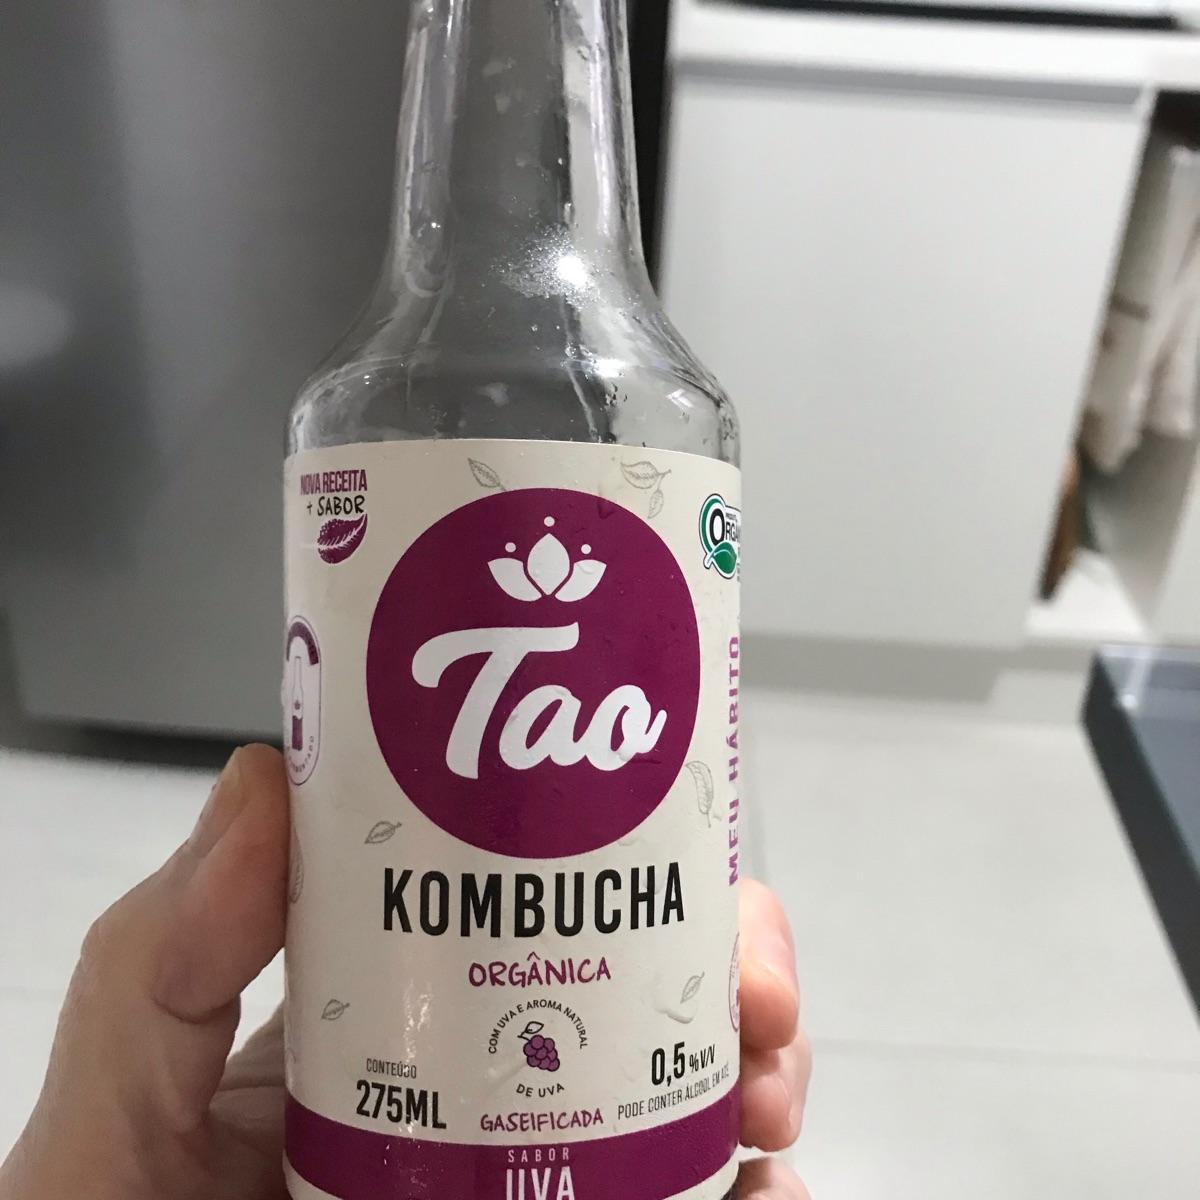 NOVA RECEITA
+ SABOR
Tao
KOMBUCHA
ORGÂNICA
COM UVA E AROMA NATURAL
DE UVA
CONTEÚDO
275ML
GASEIFICADA
0,5 % V/V
PODE CONTER ÁLCOOL EM ATÉ
SABOR
UVA
MEU HÁBITO